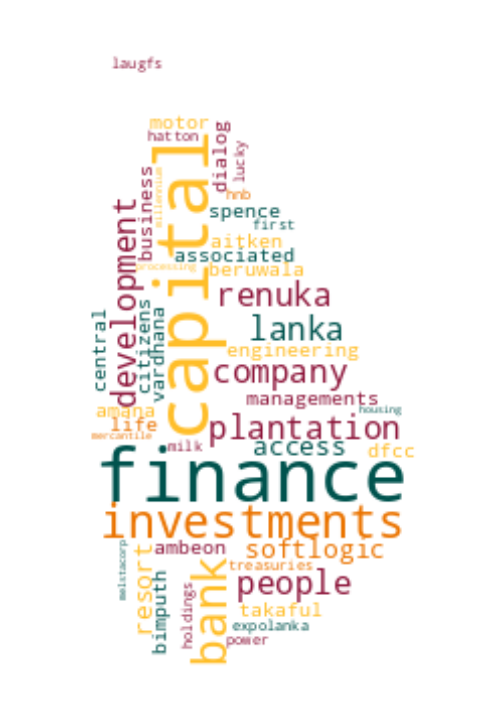 laugfs
motor
hatton
dialog
lucky
capital
millennium
business
hnb
development
spence
first
aitken
associated
processing
beruwala
renuka
central
citizens
vardhana
lanka
engineering
company
managements
amana
life
housing
plantation
mercantile
milk
access
dfcc
finance
investments
melstacorp
resort
ambeon
softlogic
bank
treasuries
bimputh
holdings
people
takaful
expolanka
power